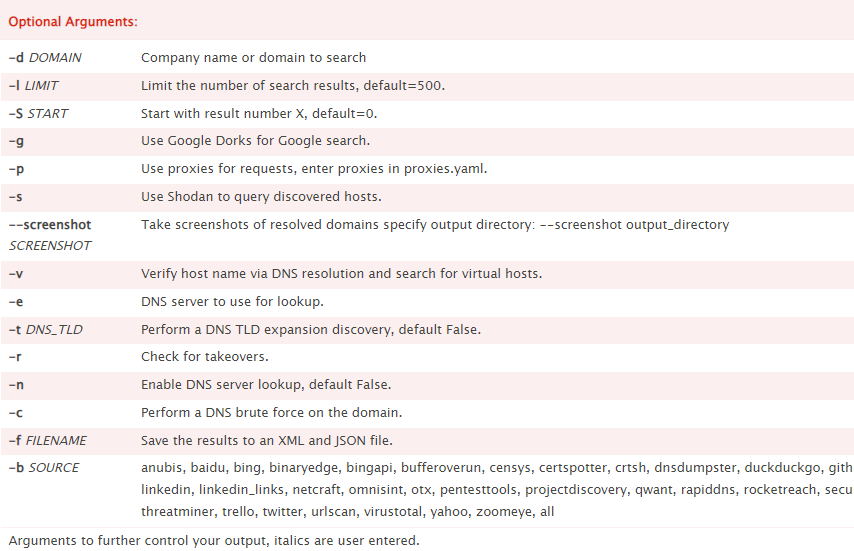 Optional Arguments:
-d DOMAIN Company name or domain to search
-l LIMIT Limit the number of search results, default=500.
-S START Start with result number X, default=0.
-g Use Google Dorks for Google search.
-p Use proxies for requests, enter proxies in proxies.yaml.
-s Use Shodan to query discovered hosts.
--screenshot Take screenshots of resolved domains specify output directory: --screenshot output_directory
SCREENSHOT
-v Verify host name via DNS resolution and search for virtual hosts.
-e DNS server to use for lookup.
-t DNS_TLD Perform a DNS TLD expansion discovery, default False.
-r Check for takeovers.
-n Enable DNS server lookup, default False.
-c Perform a DNS brute force on the domain.
-f FILENAME Save the results to an XML and JSON file.
-b SOURCE anubis, baidu, bing, binaryedge, bingapi, bufferoverun, censys, certspotter, crtsh, dnsdumpster, duckduckgo, gith
linkedin, linkedin_links, netcraft, omnisint, otx, pentesttools, projectdiscovery, qwant, rapiddns, rocketreach, secu
threatminer, trello, twitter, urlscan, virustotal, yahoo, zoomeye, all
Arguments to further control your output, italics are user entered.